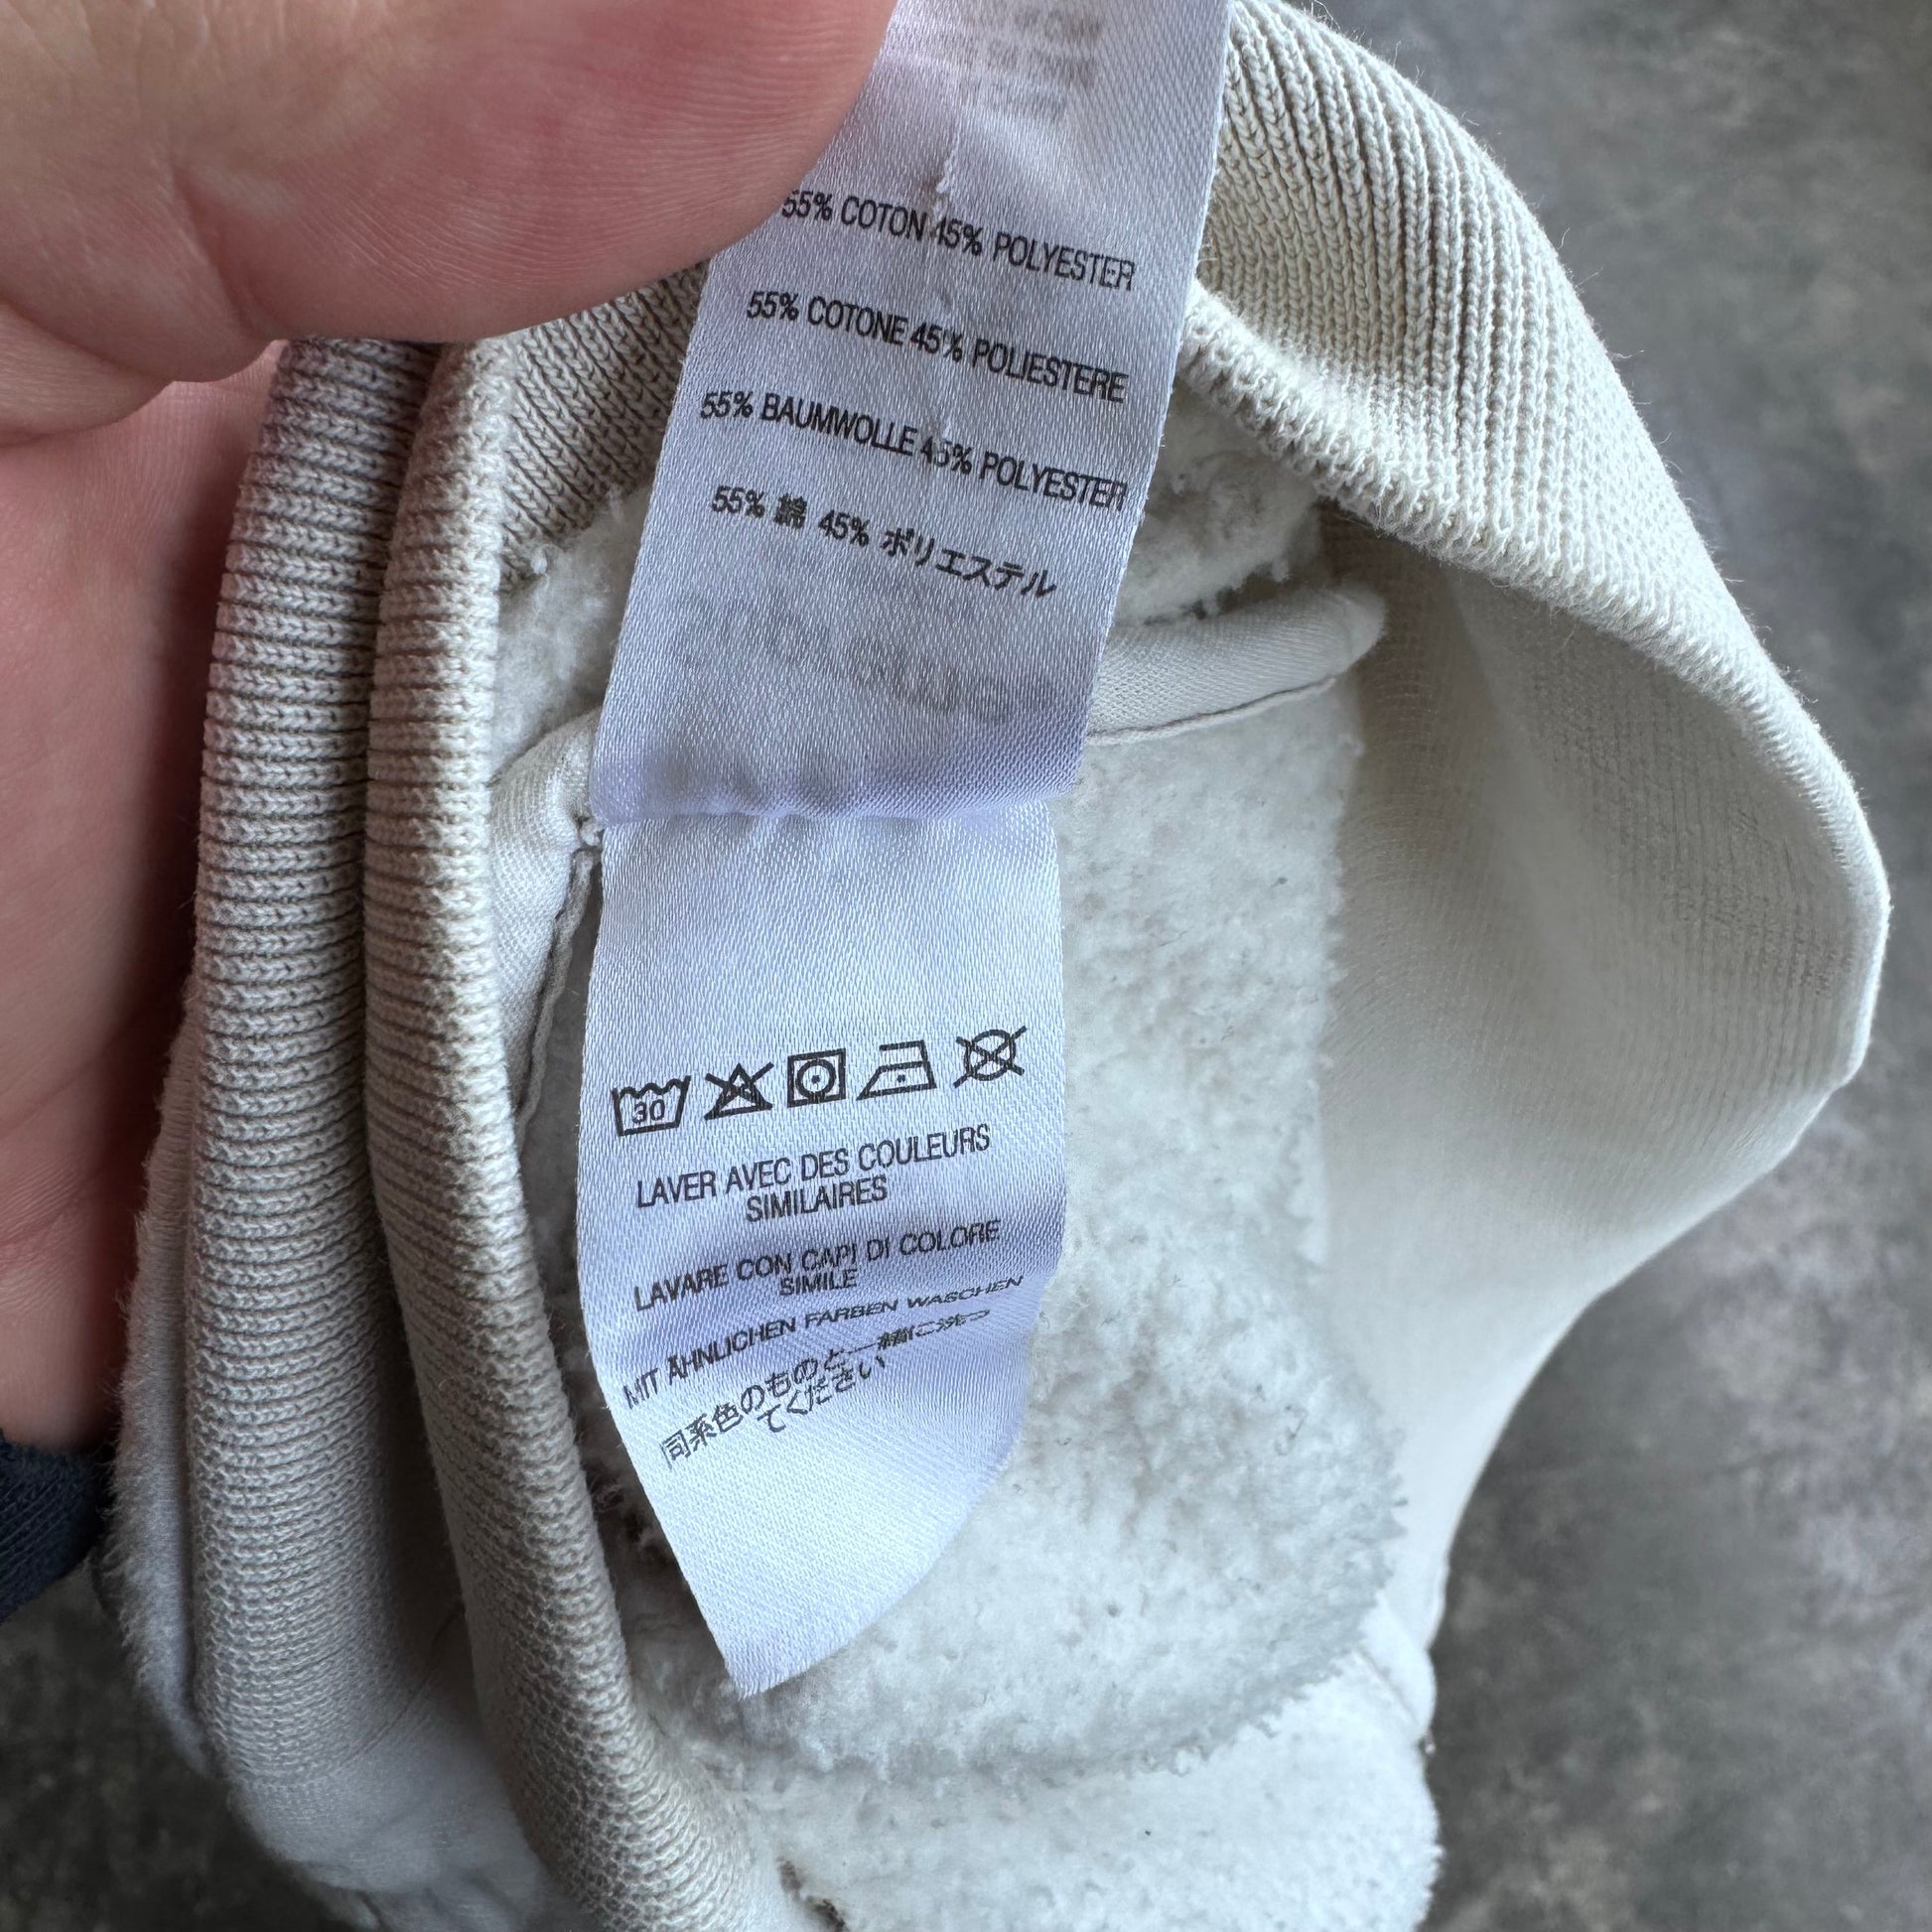 55% COTON 45% POLYESTER
55% COTONE 45% POLIESTERE
55% BAUMWOLLE 45% POLYESTER
55% 綿 45% ポリエステル
30
LAVER AVEC DES COULEURS
SIMILAIRES
LAVARE CON CAPI DI COLORE
SIMILE
MIT ÄHNLICHEN FARBEN WASCHEN
同系色のものと一緒に洗っ
てください